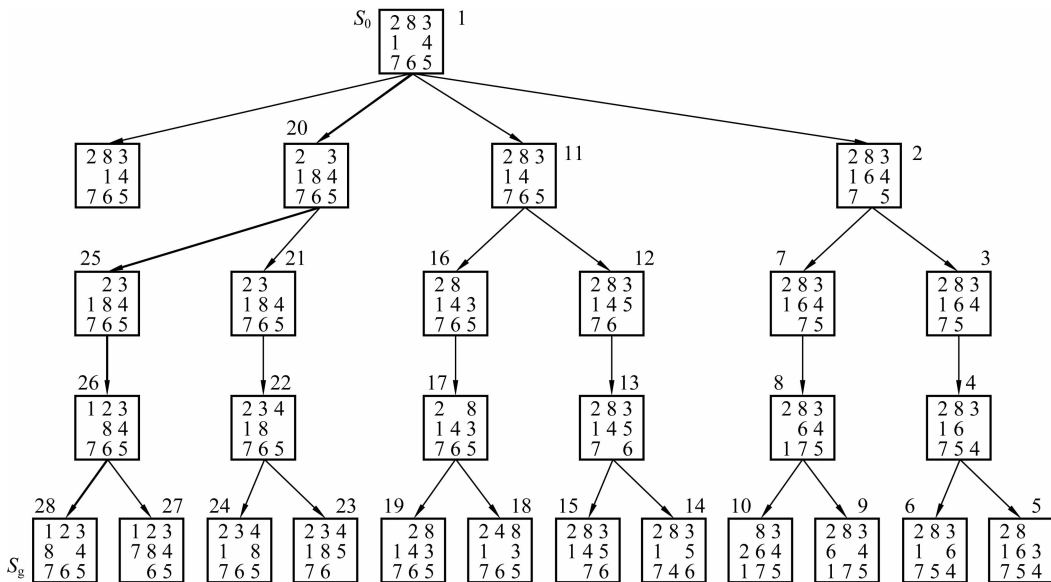 S₀ 2 8 3 1
1 4
7 6 5
20
2 8 3 2 3 2 8 3 11 2 8 3 2
1 4 1 8 4 1 4 1 6 4
7 6 5 7 6 5 7 6 5 7 5
25 21 16 12 7 3
2 3 2 3 2 8 2 8 3 2 8 3 2 8 3
1 8 4 1 8 4 1 4 3 1 4 5 1 6 4 1 6 4
7 6 5 7 6 5 7 6 5 7 6 7 5 7 5
26 22 17 13 8 4
1 2 3 2 3 4 2 8 2 8 3 2 8 3 2 8 3
8 4 1 8 1 4 3 1 4 5 6 4 1 6
7 6 5 7 6 5 7 6 5 7 6 1 7 5 7 5 4
28 27 24 23 19 18 15 14 10 9 6 5
1 2 3 1 2 3 2 3 4 2 3 4 2 8 2 4 8 2 8 3 2 8 3 8 3 2 8 3 2 8 3 2 8
8 4 7 8 4 1 8 1 8 5 1 4 3 1 3 1 4 5 1 5 2 6 4 6 4 1 6 1 6 3
S_g 7 6 5 6 5 7 6 5 7 6 7 6 5 7 6 5 7 6 7 4 6 1 7 5 1 7 5 7 5 4 7 5 4